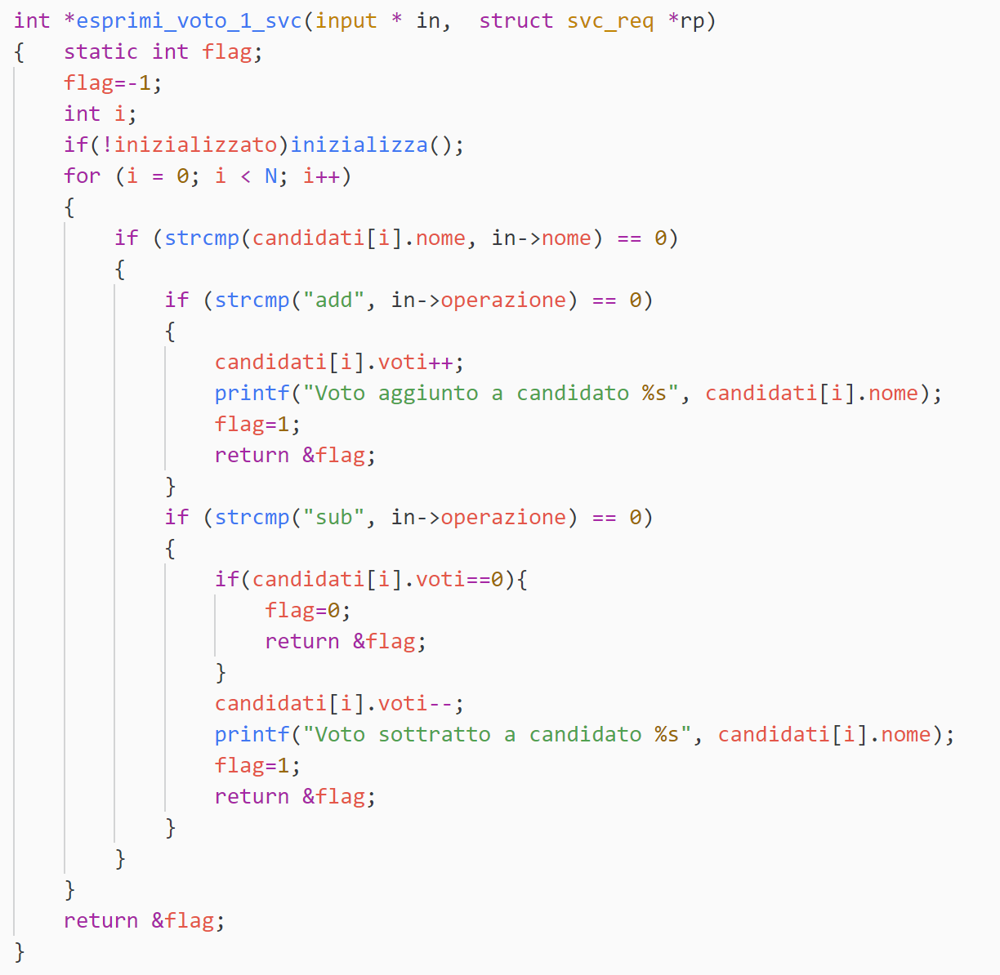 int *esprimi_voto_1_svc(input * in,  struct svc_req *rp)
{   static int flag;
    flag=-1;
    int i;
    if(!inizializzato)inizializza();
    for (i = 0; i < N; i++)
    {
        if (strcmp(candidati[i].nome, in->nome) == 0)
        {
            if (strcmp("add", in->operazione) == 0)
            {
                candidati[i].voti++;
                printf("Voto aggiunto a candidato %s", candidati[i].nome);
                flag=1;
                return &flag;
            }
            if (strcmp("sub", in->operazione) == 0)
            {
                if(candidati[i].voti==0){
                    flag=0;
                    return &flag;
                }
                candidati[i].voti--;
                printf("Voto sottratto a candidato %s", candidati[i].nome);
                flag=1;
                return &flag;
            }
        }
    }
    return &flag;
}